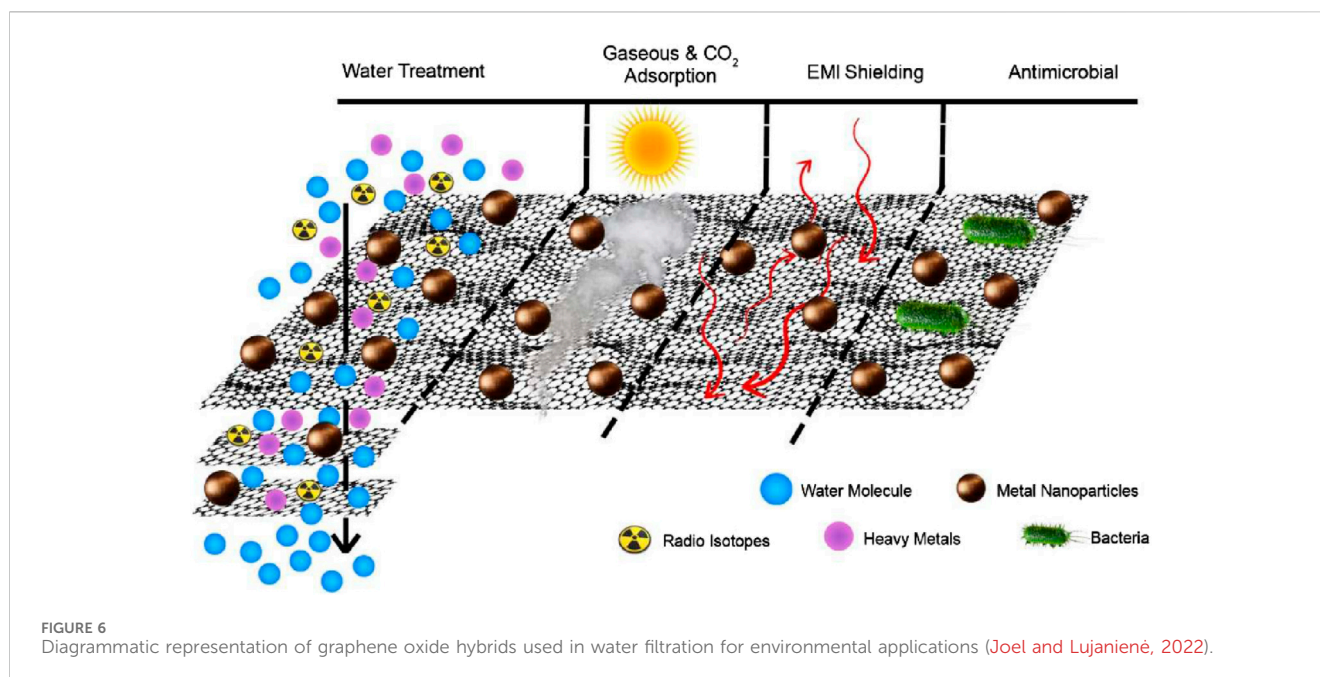 Water Treatment
Gaseous & CO₂
Adsorption
EMI Shielding
Antimicrobial
Water Molecule
Metal Nanoparticles
Radio Isotopes
Heavy Metals
Bacteria
FIGURE 6
Diagrammatic representation of graphene oxide hybrids used in water filtration for environmental applications (Joel and Lujanienė, 2022).